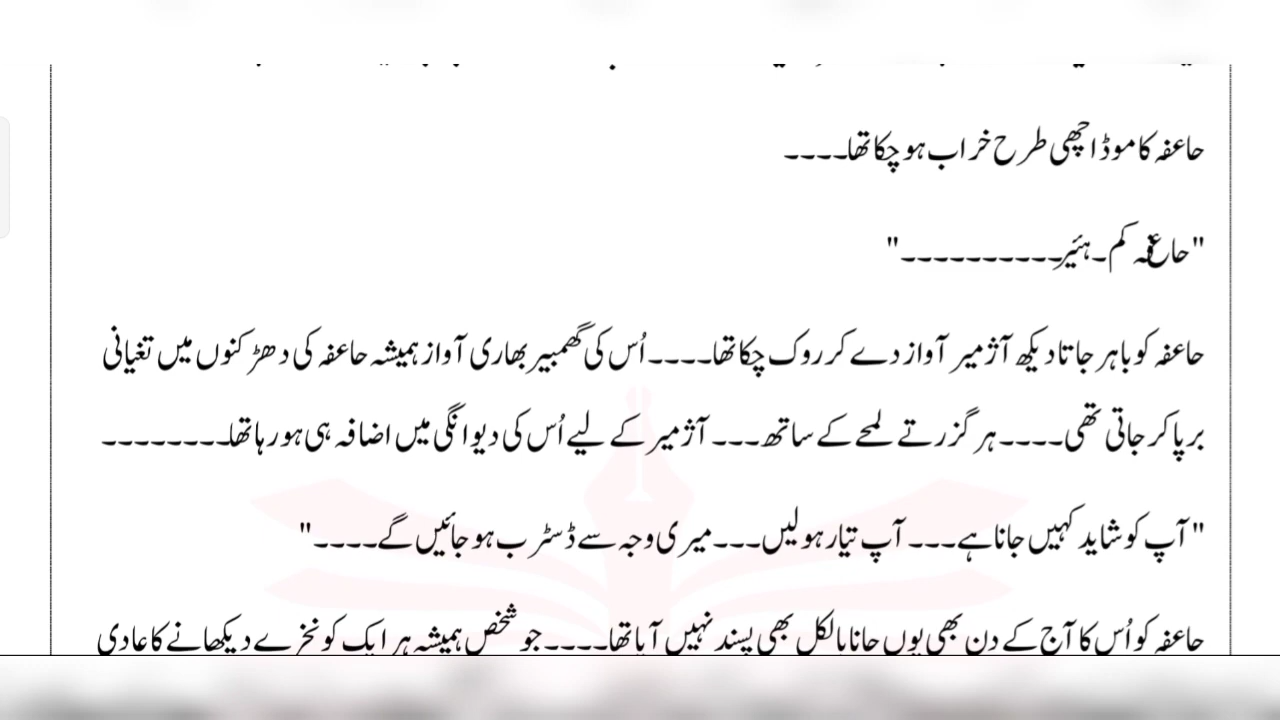 حاعفہ کا موڈ اچھی طرح خراب ہو چکا تھا۔۔۔۔
"حاعفہ کم۔ ہئیر۔۔۔۔۔۔۔۔۔۔"
حاعفہ کو باہر جاتا دیکھ آژمیر آواز دے کر روک چکا تھا۔۔۔۔ اُس کی گھمبیر بھاری آواز ہمیشہ حاعفہ کی دھڑکنوں میں تغیانی
برپا کر جاتی تھی۔۔۔۔ ہر گزرتے لمحے کے ساتھ۔۔۔ آژمیر کے لیے اُس کی دیوانگی میں اضافہ ہی ہو رہا تھا۔۔۔۔۔۔۔۔
"آپ کو شاید کہیں جانا ہے۔۔۔ آپ تیار ہو لیں۔۔۔ میری وجہ سے ڈسٹرب ہو جائیں گے۔۔۔۔"
حاعفہ کو اُس کا آج کے دن بھی یوں جانا بالکل بھی پسند نہیں آیا تھا۔۔۔۔ جو شخص ہمیشہ ہر ایک کو نخرے دیکھانے کا عادی